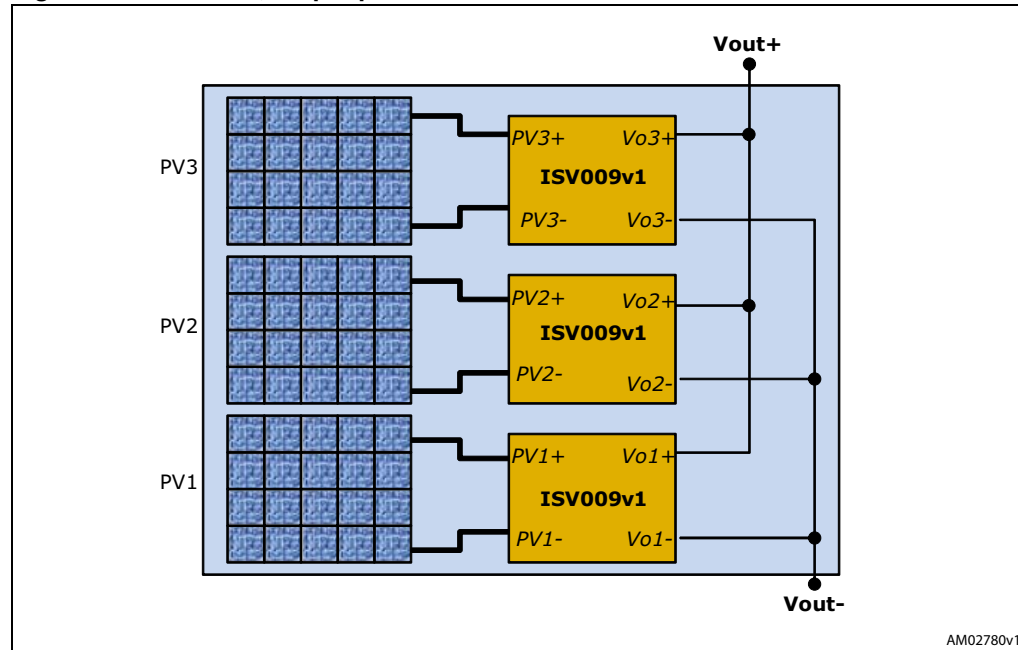 Vout+
PV3
PV3+ Vo3+
ISV009v1
PV3- Vo3-
PV2
PV2+ Vo2+
ISV009v1
PV2- Vo2-
PV1
PV1+ Vo1+
ISV009v1
PV1- Vo1-
Vout-
AM02780v1